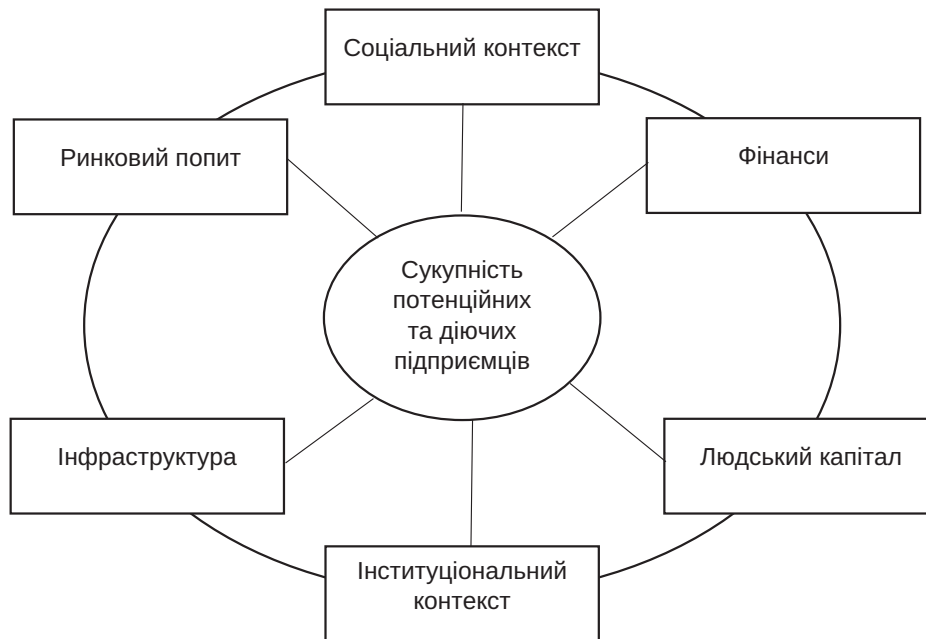 Соціальний контекст
Ринковий попит
Фінанси
Сукупність
потенційних
та діючих
підприємців
Інфраструктура
Людський капітал
Інституціональний
контекст